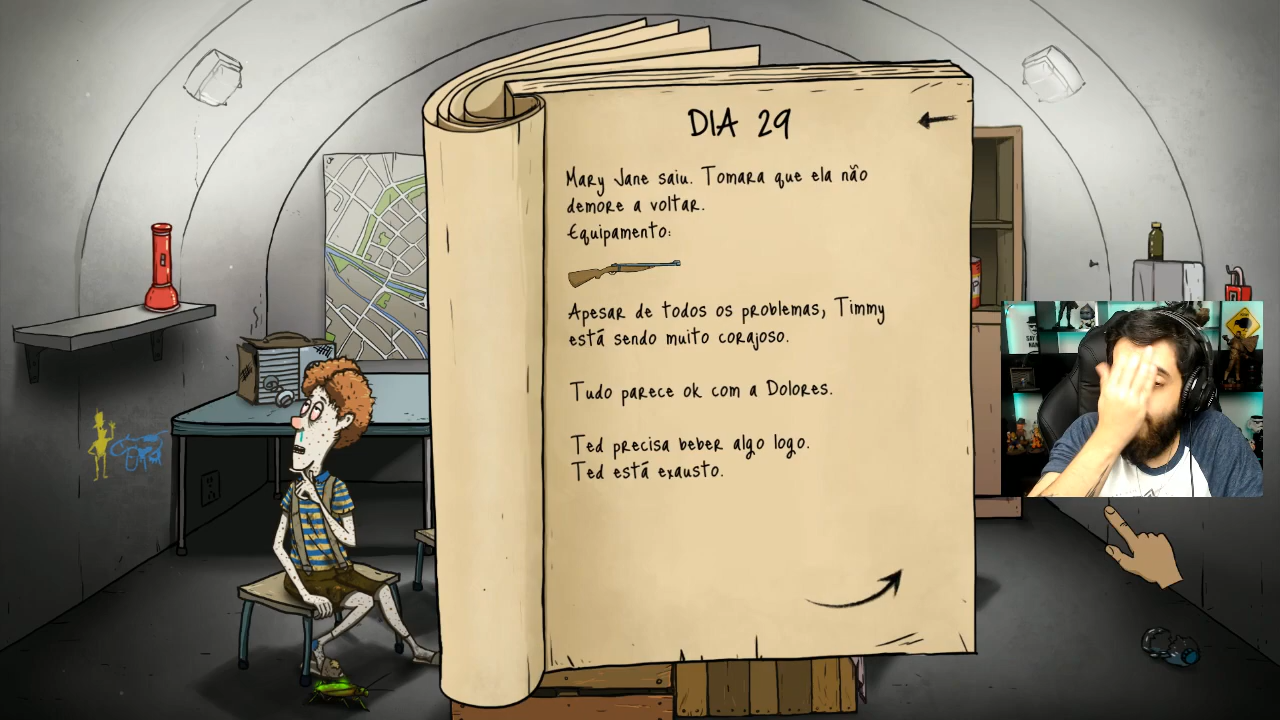 DIA 29
Mary Jane saiu. Tomara que ela não
demore a voltar.
Equipamento:
Apesar de todos os problemas, Timmy
está sendo muito corajoso.
Tudo parece ok com a Dolores.
Ted precisa beber algo logo.
Ted está exausto.